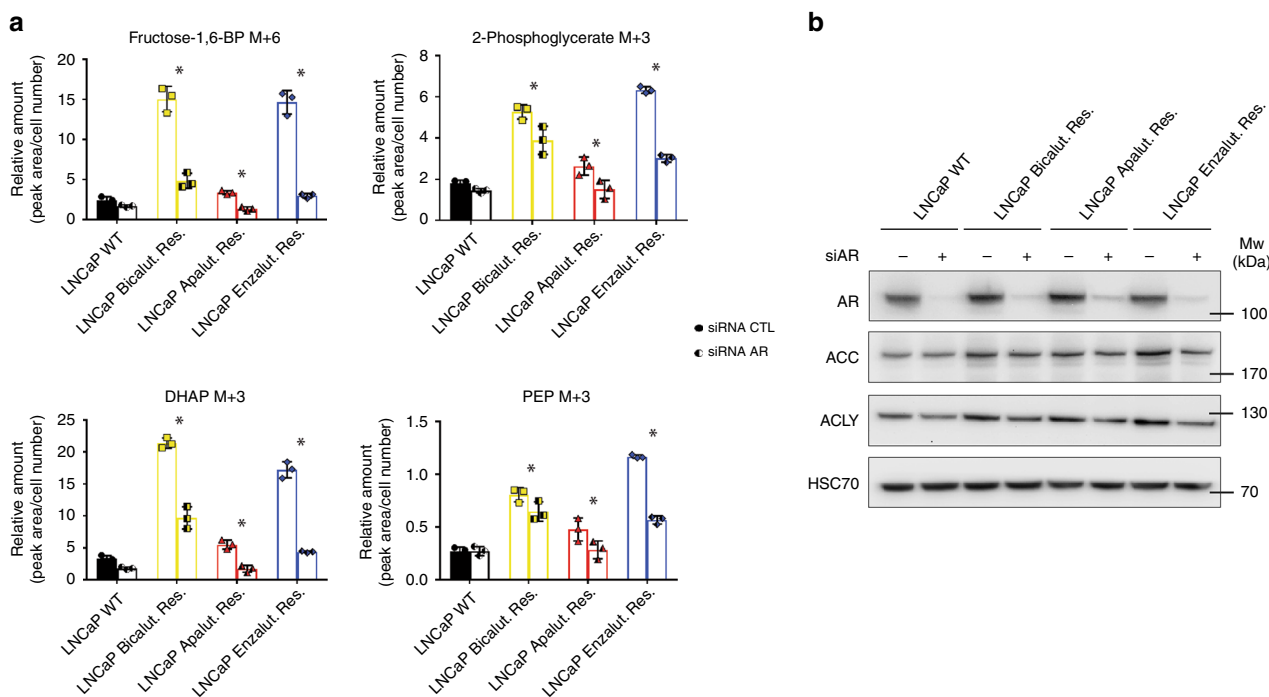 a
Fructose-1,6-BP M+6
Relative amount
(peak area/cell number)
20
15
10
5
0
*
*
*
LNCaP WT
LNCaP Bicalut. Res.
LNCaP Apalut. Res.
LNCaP Enzalut. Res.
2-Phosphoglycerate M+3
Relative amount
(peak area/cell number)
8
6
4
2
0
*
*
*
LNCaP WT
LNCaP Bicalut. Res.
LNCaP Apalut. Res.
LNCaP Enzalut. Res.
siRNA CTL
siRNA AR
DHAP M+3
Relative amount
(peak area/cell number)
25
20
15
10
5
0
*
*
*
LNCaP WT
LNCaP Bicalut. Res.
LNCaP Apalut. Res.
LNCaP Enzalut. Res.
PEP M+3
Relative amount
(peak area/cell number)
1.5
1.0
0.5
0.0
*
*
*
LNCaP WT
LNCaP Bicalut. Res.
LNCaP Apalut. Res.
LNCaP Enzalut. Res.
b
LNCaP WT
LNCaP Bicalut. Res.
LNCaP Apalut. Res.
LNCaP Enzalut. Res.
Mw
(kDa)
siAR – + – + – + – +
AR
100
ACC
170
ACLY
130
HSC70
70